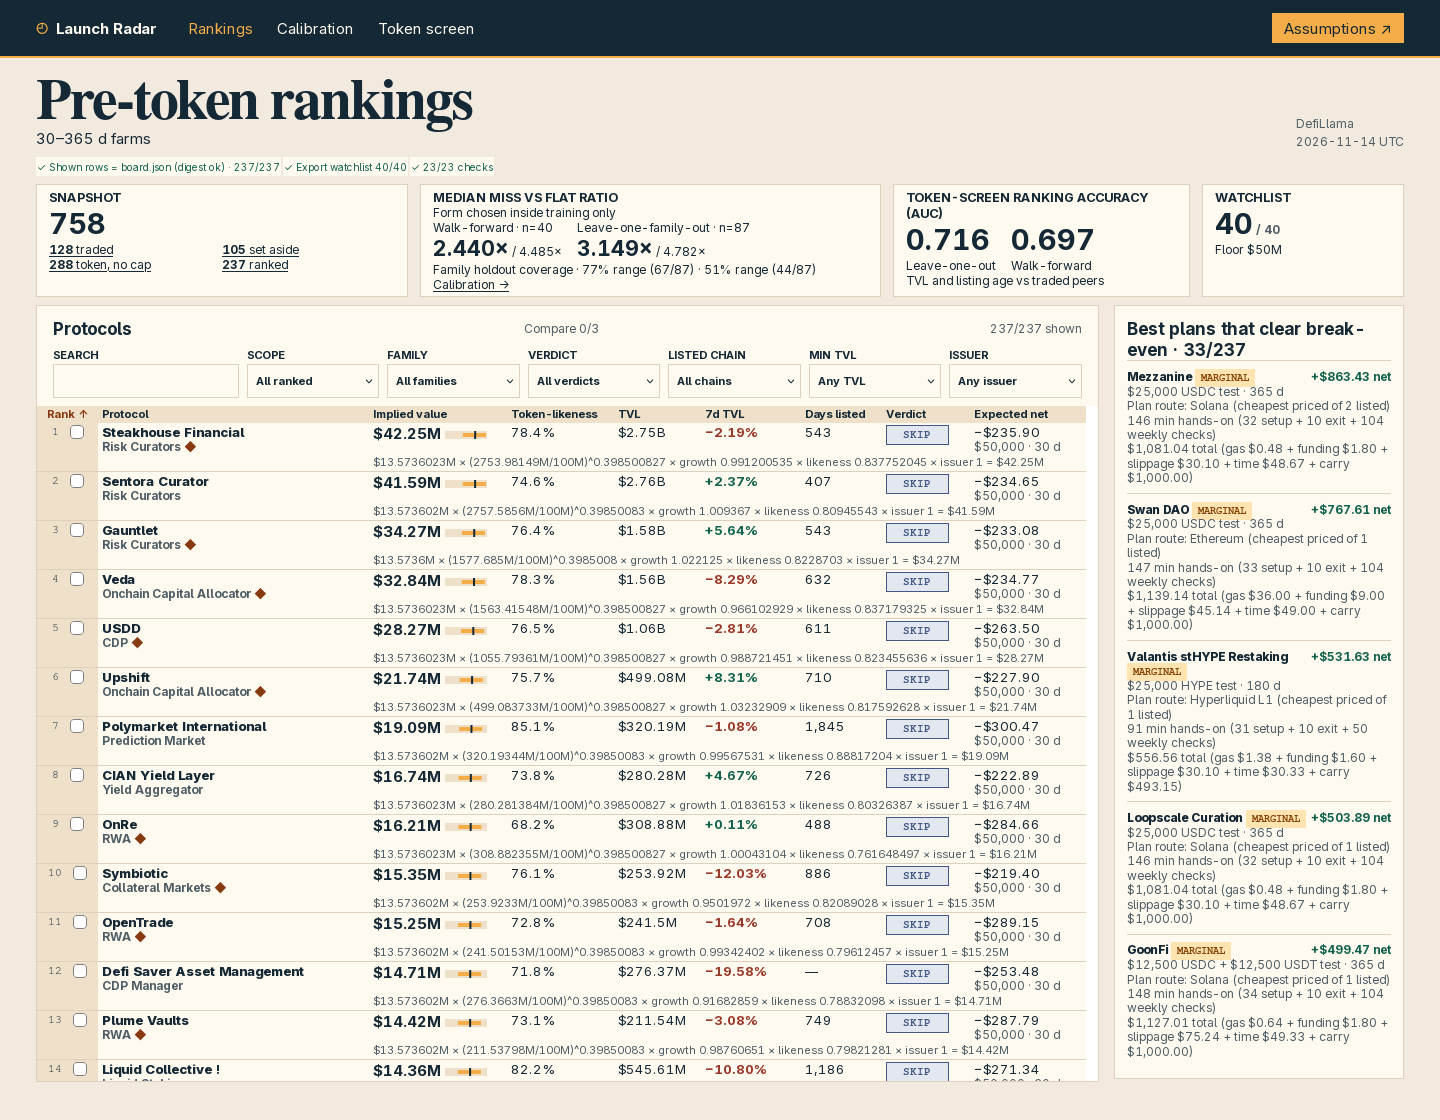 Launch Radar Rankings Calibration Token screen Assumptions ↗
Pre-token rankings
30–365 d farms
DefiLlama
2026-11-14 UTC
✓ Shown rows = board.json (digest ok) · 237/237 ✓ Export watchlist 40/40 ✓ 23/23 checks
SNAPSHOT
758
128 traded
105 set aside
288 token, no cap
237 ranked
MEDIAN MISS VS FLAT RATIO
Form chosen inside training only
Walk-forward · n=40 Leave-one-family-out · n=87
2.440× / 4.485× 3.149× / 4.782×
Family holdout coverage · 77% range (67/87) · 51% range (44/87)
Calibration →
TOKEN-SCREEN RANKING ACCURACY
(AUC)
0.716 0.697
Leave-one-out Walk-forward
TVL and listing age vs traded peers
WATCHLIST
40 / 40
Floor $50M
Protocols Compare 0/3 237/237 shown
SEARCH SCOPE FAMILY VERDICT LISTED CHAIN MIN TVL ISSUER
All ranked All families All verdicts All chains Any TVL Any issuer
Rank ↑ Protocol Implied value Token-likeness TVL 7d TVL Days listed Verdict Expected net
1 Steakhouse Financial $42.25M 78.4% $2.75B −2.19% 543 SKIP −$235.90
Risk Curators ◆ $50,000 · 30 d
$13.5736023M × (2753.98149M/100M)^0.398500827 × growth 0.991200535 × likeness 0.837752045 × issuer 1 = $42.25M
2 Sentora Curator $41.59M 74.6% $2.76B +2.37% 407 SKIP −$234.65
Risk Curators $50,000 · 30 d
$13.573602M × (2757.5856M/100M)^0.39850083 × growth 1.009367 × likeness 0.80945543 × issuer 1 = $41.59M
3 Gauntlet $34.27M 76.4% $1.58B +5.64% 543 SKIP −$233.08
Risk Curators ◆ $50,000 · 30 d
$13.5736M × (1577.685M/100M)^0.3985008 × growth 1.022125 × likeness 0.8228703 × issuer 1 = $34.27M
4 Veda $32.84M 78.3% $1.56B −8.29% 632 SKIP −$234.77
Onchain Capital Allocator ◆ $50,000 · 30 d
$13.5736023M × (1563.41548M/100M)^0.398500827 × growth 0.966102929 × likeness 0.837179325 × issuer 1 = $32.84M
5 USDD $28.27M 76.5% $1.06B −2.81% 611 SKIP −$263.50
CDP ◆ $50,000 · 30 d
$13.5736023M × (1055.79361M/100M)^0.398500827 × growth 0.988721451 × likeness 0.823455636 × issuer 1 = $28.27M
6 Upshift $21.74M 75.7% $499.08M +8.31% 710 SKIP −$227.90
Onchain Capital Allocator ◆ $50,000 · 30 d
$13.5736023M × (499.083733M/100M)^0.398500827 × growth 1.03232909 × likeness 0.817592628 × issuer 1 = $21.74M
7 Polymarket International $19.09M 85.1% $320.19M −1.08% 1,845 SKIP −$300.47
Prediction Market $50,000 · 30 d
$13.573602M × (320.19344M/100M)^0.39850083 × growth 0.99567531 × likeness 0.88817204 × issuer 1 = $19.09M
8 CIAN Yield Layer $16.74M 73.8% $280.28M +4.67% 726 SKIP −$222.89
Yield Aggregator $50,000 · 30 d
$13.573602M × (280.281384M/100M)^0.39850083 × growth 1.01836153 × likeness 0.80326387 × issuer 1 = $16.74M
9 OnRe $16.21M 68.2% $308.88M +0.11% 488 SKIP −$284.66
RWA ◆ $50,000 · 30 d
$13.5736023M × (308.882355M/100M)^0.398500827 × growth 1.00043104 × likeness 0.761648497 × issuer 1 = $16.21M
10 Symbiotic $15.35M 76.1% $253.92M −12.03% 886 SKIP −$219.40
Collateral Markets ◆ $50,000 · 30 d
$13.573602M × (253.9233M/100M)^0.39850083 × growth 0.9501972 × likeness 0.82089028 × issuer 1 = $15.35M
11 OpenTrade $15.25M 72.8% $241.5M −1.64% 708 SKIP −$289.15
RWA ◆ $50,000 · 30 d
$13.573602M × (241.50153M/100M)^0.39850083 × growth 0.99342402 × likeness 0.79612457 × issuer 1 = $15.25M
12 Defi Saver Asset Management $14.71M 71.8% $276.37M −19.58% — SKIP −$253.48
CDP Manager $50,000 · 30 d
$13.573602M × (276.3663M/100M)^0.39850083 × growth 0.91682859 × likeness 0.78832098 × issuer 1 = $14.71M
13 Plume Vaults $14.42M 73.1% $211.54M −3.08% 749 SKIP −$287.79
RWA ◆ $50,000 · 30 d
$13.573602M × (211.53798M/100M)^0.39850083 × growth 0.98760651 × likeness 0.79821281 × issuer 1 = $14.42M
14 Liquid Collective ! $14.36M 82.2% $545.61M −10.80% 1,186 SKIP −$271.34
Best plans that clear break-
even · 33/237
Mezzanine MARGINAL +$863.43 net
$25,000 USDC test · 365 d
Plan route: Solana (cheapest priced of 2 listed)
146 min hands-on (32 setup + 10 exit + 104
weekly checks)
$1,081.04 total (gas $0.48 + funding $1.80 +
slippage $30.10 + time $48.67 + carry
$1,000.00)
Swan DAO MARGINAL +$767.61 net
$25,000 USDC test · 365 d
Plan route: Ethereum (cheapest priced of 1
listed)
147 min hands-on (33 setup + 10 exit + 104
weekly checks)
$1,139.14 total (gas $36.00 + funding $9.00
+ slippage $45.14 + time $49.00 + carry
$1,000.00)
Valantis stHYPE Restaking +$531.63 net
MARGINAL
$25,000 HYPE test · 180 d
Plan route: Hyperliquid L1 (cheapest priced of
1 listed)
91 min hands-on (31 setup + 10 exit + 50
weekly checks)
$556.56 total (gas $1.38 + funding $1.60 +
slippage $30.10 + time $30.33 + carry
$493.15)
Loopscale Curation MARGINAL +$503.89 net
$25,000 USDC test · 365 d
Plan route: Solana (cheapest priced of 1 listed)
146 min hands-on (32 setup + 10 exit + 104
weekly checks)
$1,081.04 total (gas $0.48 + funding $1.80 +
slippage $30.10 + time $48.67 + carry
$1,000.00)
GoonFi MARGINAL +$499.47 net
$12,500 USDC + $12,500 USDT test · 365 d
Plan route: Solana (cheapest priced of 1 listed)
148 min hands-on (34 setup + 10 exit + 104
weekly checks)
$1,127.01 total (gas $0.64 + funding $1.80 +
slippage $75.24 + time $49.33 + carry
$1,000.00)